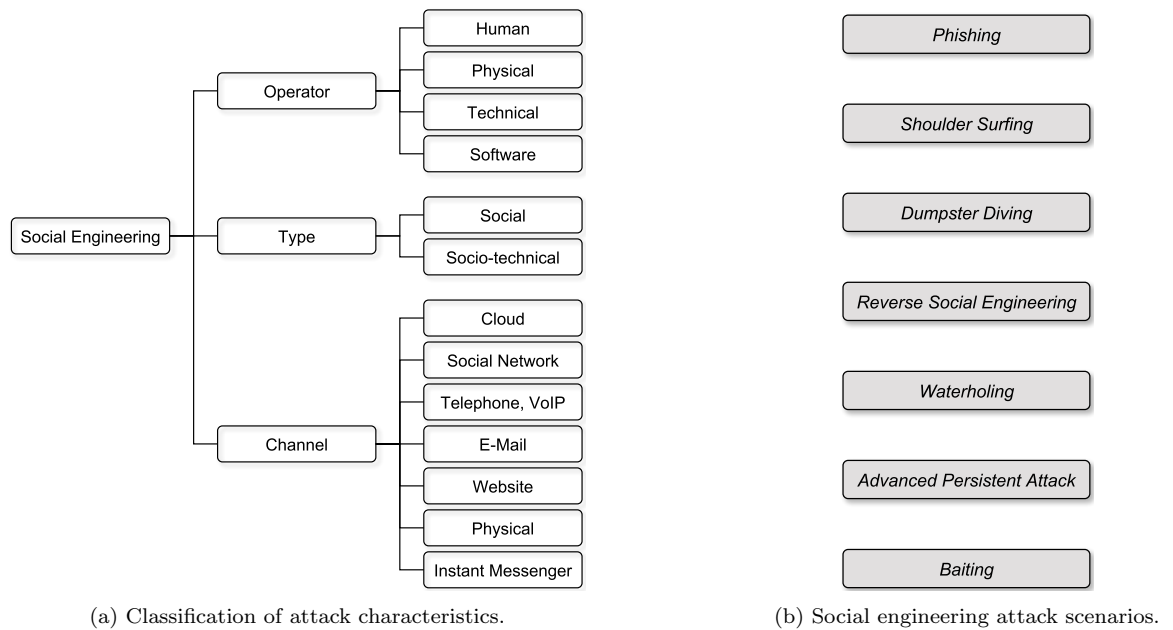 Social Engineering
Operator
Human
Physical
Technical
Software
Type
Social
Socio-technical
Channel
Cloud
Social Network
Telephone, VoIP
E-Mail
Website
Physical
Instant Messenger
(a) Classification of attack characteristics.
Phishing
Shoulder Surfing
Dumpster Diving
Reverse Social Engineering
Waterholing
Advanced Persistent Attack
Baiting
(b) Social engineering attack scenarios.